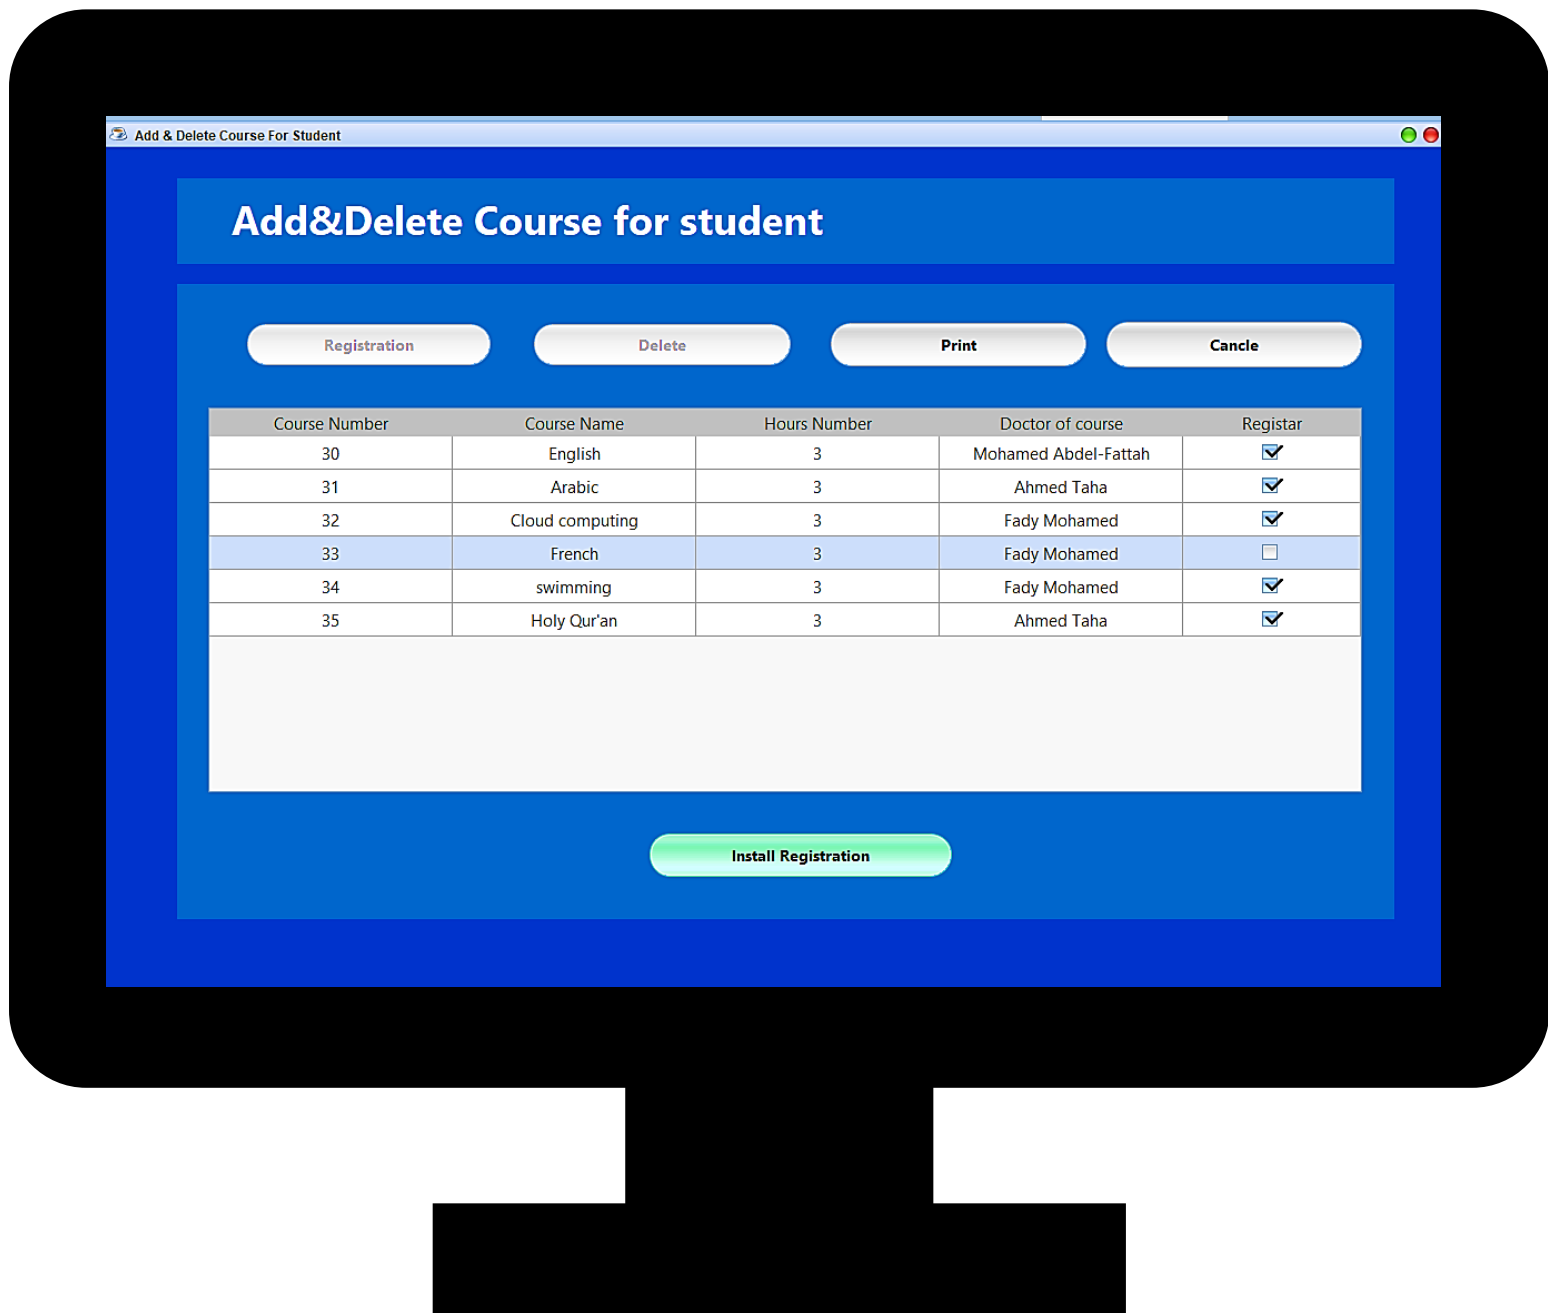 Add & Delete Course For Student
Add&Delete Course for student
Registration Delete Print Cancle
Course Number Course Name Hours Number Doctor of course Registar
30 English 3 Mohamed Abdel-Fattah
31 Arabic 3 Ahmed Taha
32 Cloud computing 3 Fady Mohamed
33 French 3 Fady Mohamed
34 swimming 3 Fady Mohamed
35 Holy Qur'an 3 Ahmed Taha
Install Registration